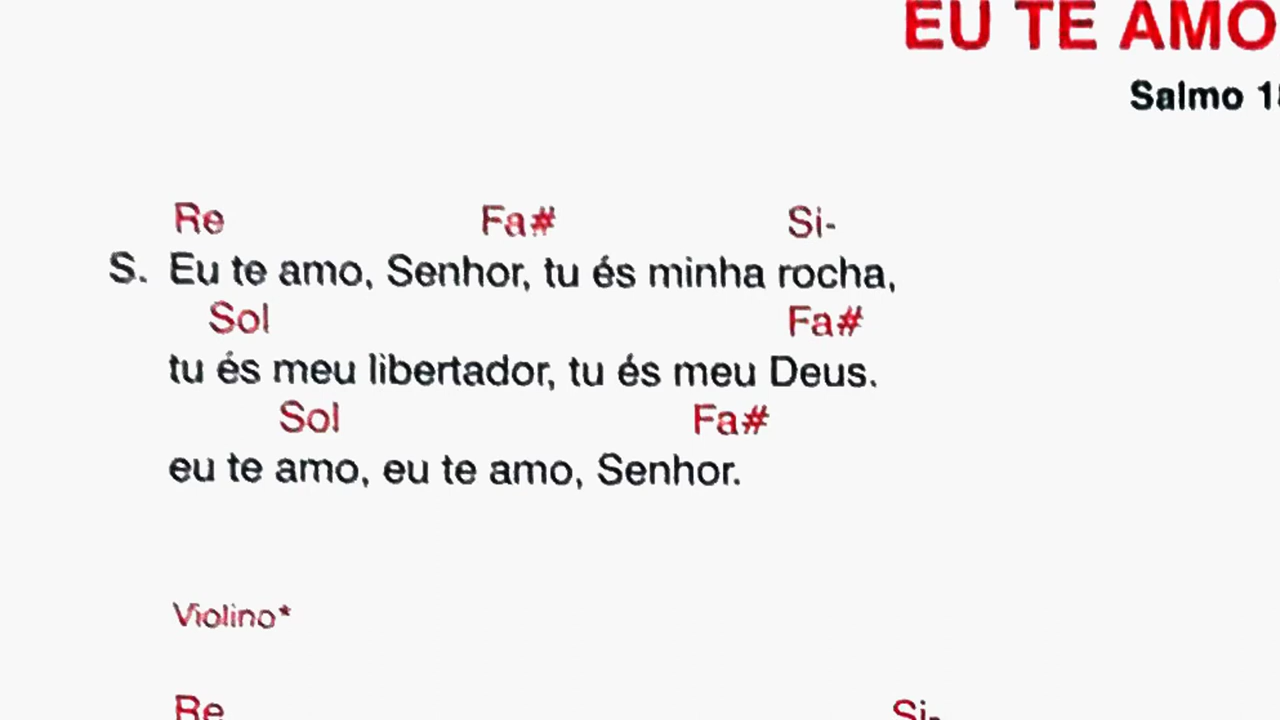 EU TE AMO
Salmo
Re Fa# Si-
S. Eu te amo, Senhor, tu és minha rocha,
Sol Fa#
tu és meu libertador, tu és meu Deus.
Sol Fa#
eu te amo, eu te amo, Senhor.
Violino*
Re Si-